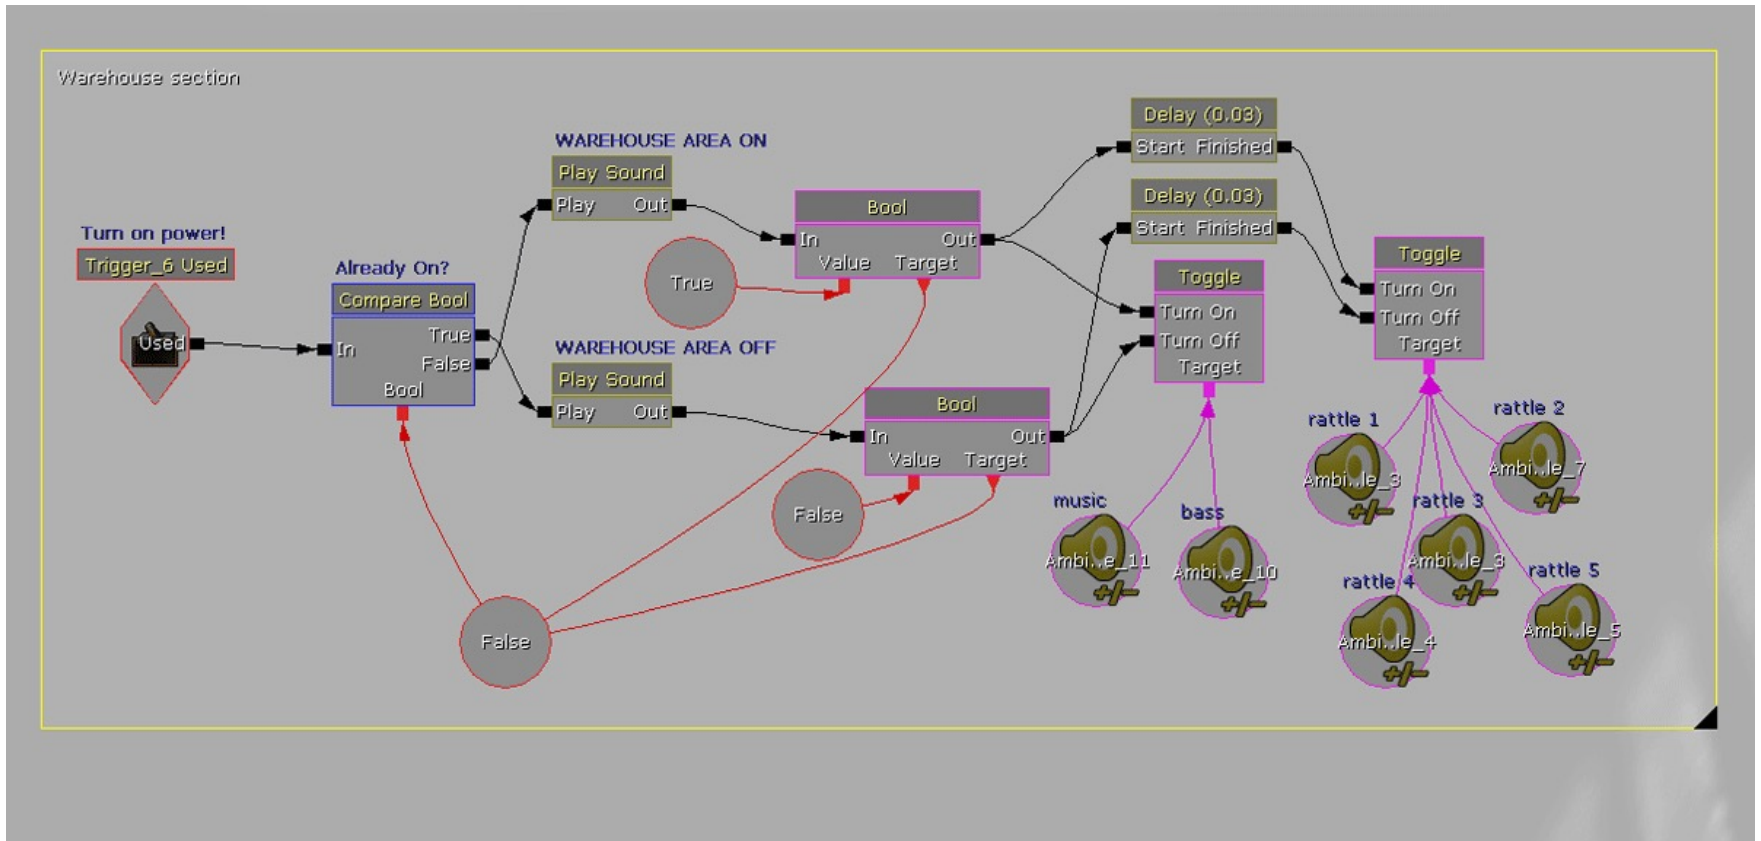 Warehouse section
Turn on power!
Trigger_6 Used
Used
Already On?
Compare Bool
In
True
False
Bool
WAREHOUSE AREA ON
Play Sound
Play Out
WAREHOUSE AREA OFF
Play Sound
Play Out
True
Bool
In Out
Value Target
False
Bool
In Out
Value Target
False
Delay (0.03)
Start Finished
Delay (0.03)
Start Finished
Toggle
Turn On
Turn Off
Target
Toggle
Turn On
Turn Off
Target
music
Ambi..e_11
bass
Ambi..e_10
rattle 1
Ambi..le_3
rattle 2
Ambi..le_7
rattle 3
Ambi..le_3
rattle 4
Ambi..le_4
rattle 5
Ambi..le_5